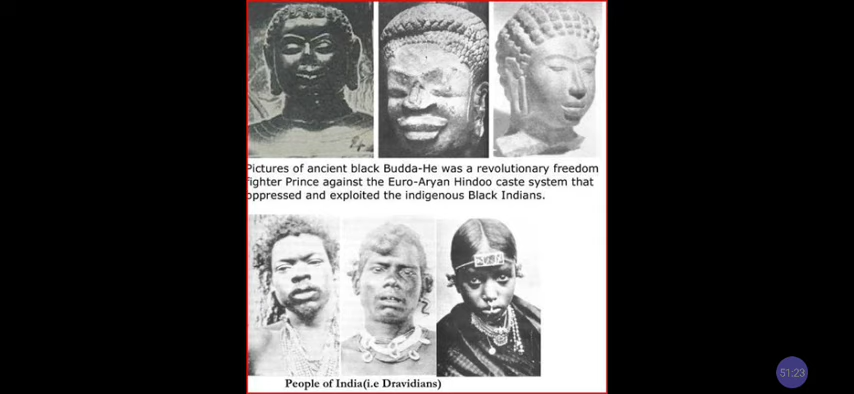 Pictures of ancient black Budda-He was a revolutionary freedom
fighter Prince against the Euro-Aryan Hindoo caste system that
oppressed and exploited the indigenous Black Indians.
People of India(i.e Dravidians)
51:23